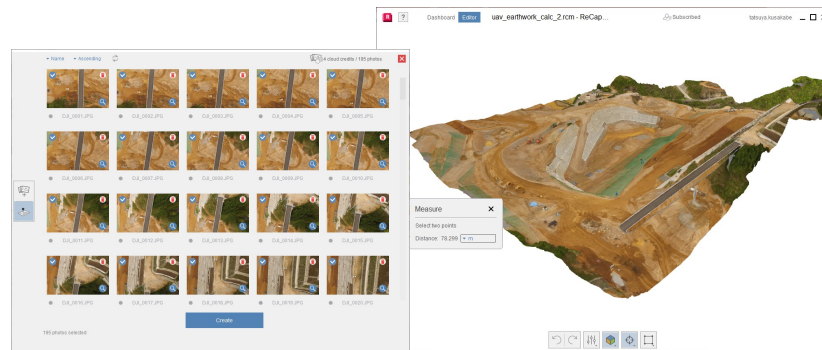 R ? Dashboard Editor uav_earthwork_calc_2.rcm - ReCap... Subscribed tatsuya.kusakabe
Name Ascending 4 cloud credits / 195 photos
DJI_0001.JPG DJI_0002.JPG DJI_0003.JPG DJI_0004.JPG DJI_0005.JPG
DJI_0006.JPG DJI_0007.JPG DJI_0008.JPG DJI_0009.JPG DJI_0010.JPG
DJI_0011.JPG DJI_0012.JPG DJI_0013.JPG DJI_0014.JPG DJI_0015.JPG
DJI_0016.JPG DJI_0017.JPG DJI_0018.JPG DJI_0019.JPG DJI_0020.JPG
Create
195 photos selected
Measure
Select two points
Distance: 79.299 m